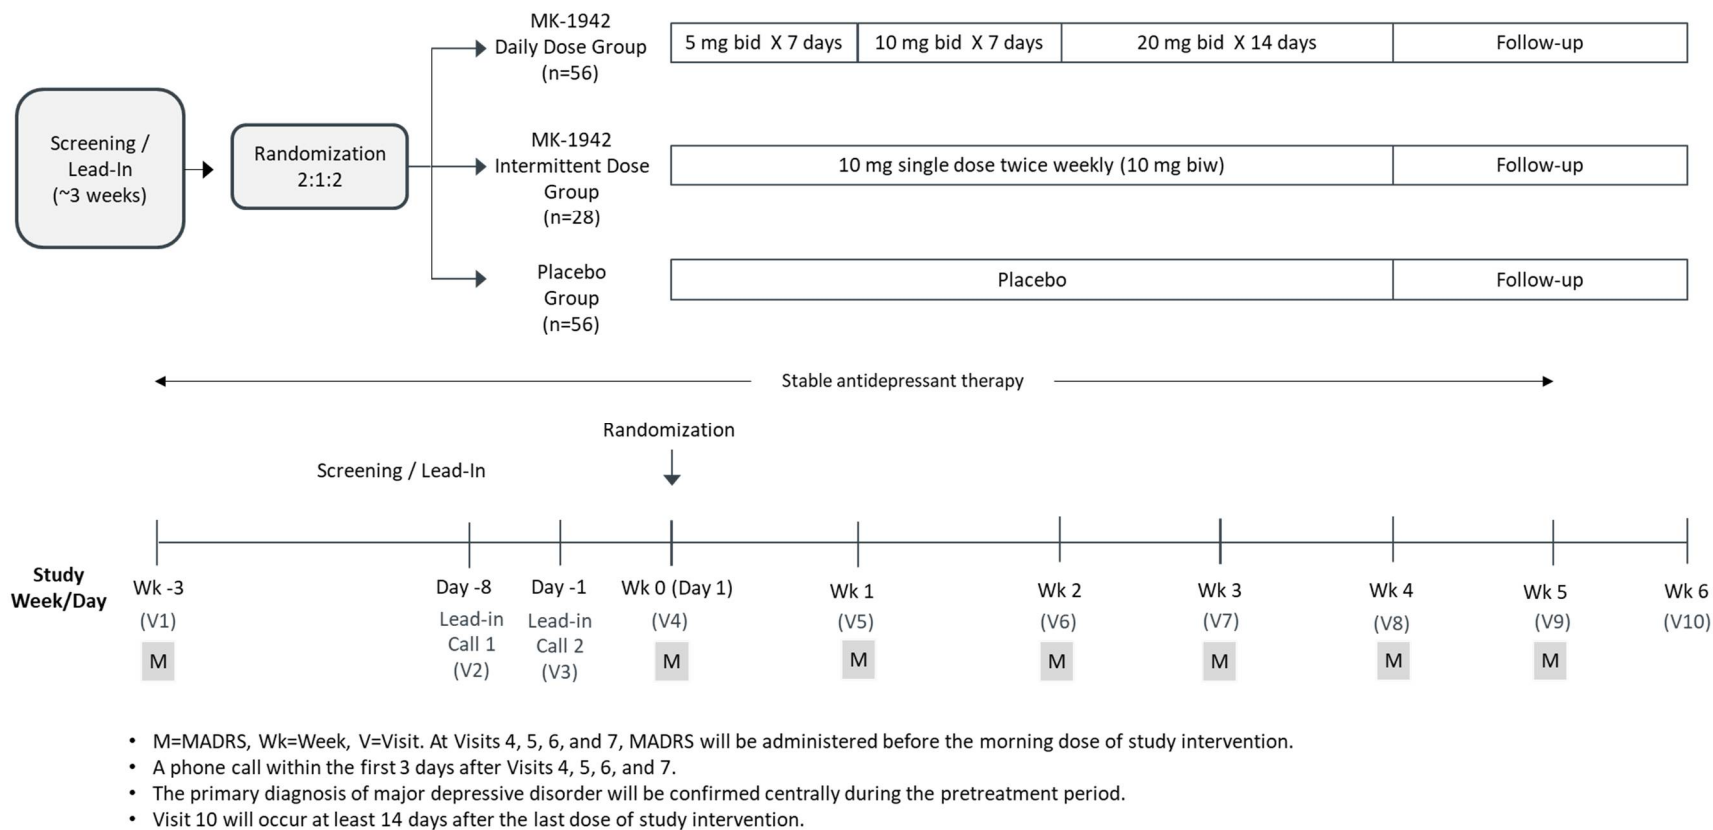 MK-1942
Daily Dose Group
(n=56)
5 mg bid X 7 days
10 mg bid X 7 days
20 mg bid X 14 days
Follow-up
Screening /
Lead-In
(~3 weeks)
Randomization
2:1:2
MK-1942
Intermittent Dose
Group
(n=28)
10 mg single dose twice weekly (10 mg biw)
Follow-up
Placebo
Group
(n=56)
Placebo
Follow-up
Stable antidepressant therapy
Randomization
Screening / Lead-In
Study
Week/Day
Wk -3
(V1)
M
Day -8
Lead-in
Call 1
(V2)
Day -1
Lead-in
Call 2
(V3)
Wk 0 (Day 1)
(V4)
M
Wk 1
(V5)
M
Wk 2
(V6)
M
Wk 3
(V7)
M
Wk 4
(V8)
M
Wk 5
(V9)
M
Wk 6
(V10)
• M=MADRS, Wk=Week, V=Visit. At Visits 4, 5, 6, and 7, MADRS will be administered before the morning dose of study intervention.
• A phone call within the first 3 days after Visits 4, 5, 6, and 7.
• The primary diagnosis of major depressive disorder will be confirmed centrally during the pretreatment period.
• Visit 10 will occur at least 14 days after the last dose of study intervention.